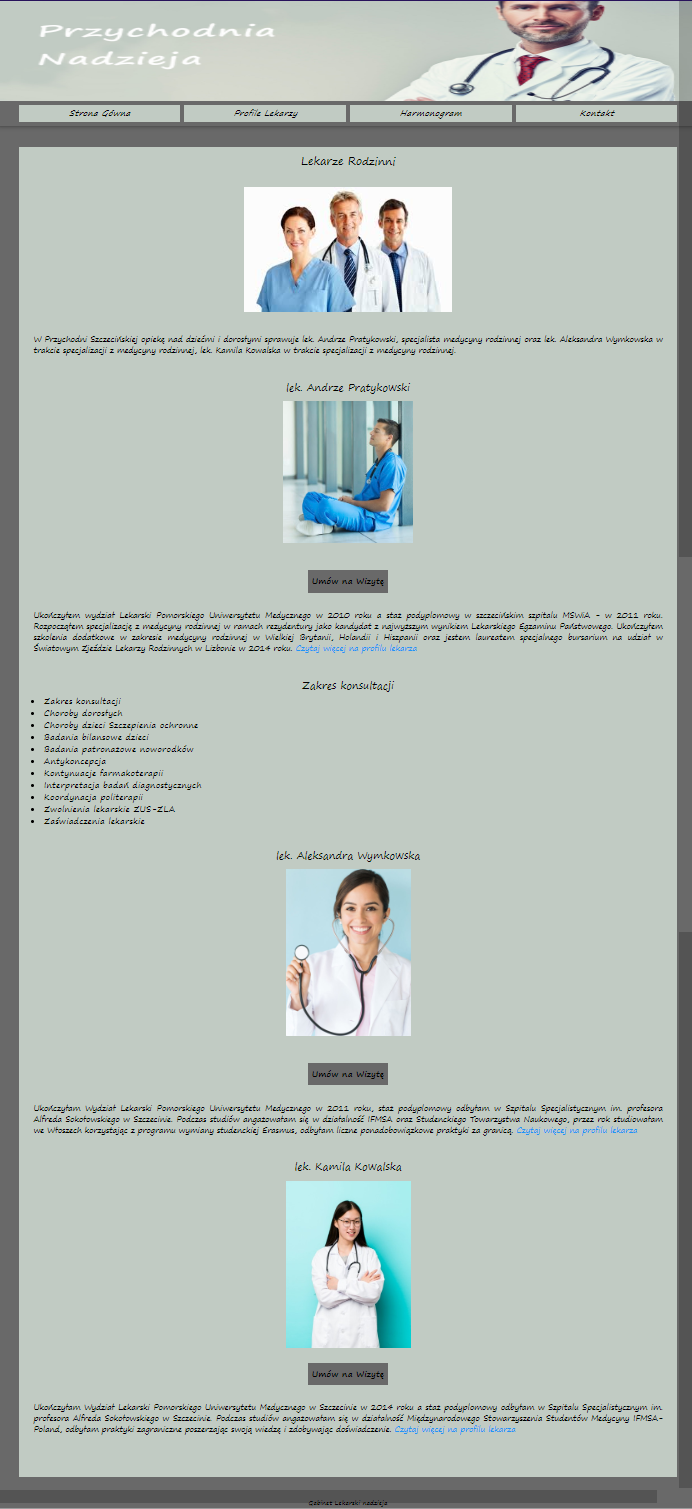 Przychodnia
Nadzieja
Strona Gówna
Profile Lekarzy
Harmonogram
Kontakt
Lekarze Rodzinni
W Przychodni Szczecińskiej opiekę nad dziećmi i dorosłymi sprawuje lek. Andrze Pratykowski, specjalista medycyny rodzinnej oraz lek. Aleksandra Wymkowska w
trakcie specjalizacji z medycyny rodzinnej, lek. Kamila Kowalska w trakcie specjalizacji z medycyny rodzinnej.
lek. Andrze Pratykowski
Umów na Wizytę
Ukończyłem wydział Lekarski Pomorskiego Uniwersytetu Medycznego w 2010 roku a staż podyplomowy w szczecińskim szpitalu MSWiA - w 2011 roku.
Rozpocząłem specjalizację z medycyny rodzinnej w ramach rezydentury jako kandydat z najwyższym wynikiem Lekarskiego Egzaminu Państwowego. Ukończyłem
szkolenia dodatkowe w zakresie medycyny rodzinnej w Wielkiej Brytanii, Holandii i Hiszpanii oraz jestem laureatem specjalnego bursarium na udział w
Światowym Zjeździe Lekarzy Rodzinnych w Lizbonie w 2014 roku. Czytaj więcej na profilu lekarza
Zakres konsultacji
Zakres konsultacji
Choroby dorosłych
Choroby dzieci Szczepienia ochronne
Badania bilansowe dzieci
Badania patronażowe noworodków
Antykoncepcja
Kontynuacje farmakoterapii
Interpretacja badań diagnostycznych
Koordynacja politerapii
Zwolnienia lekarskie ZUS-ZLA
Zaświadczenia lekarskie
lek. Aleksandra Wymkowska
Umów na Wizytę
Ukończyłam Wydział Lekarski Pomorskiego Uniwersytetu Medycznego w 2011 roku, staż podyplomowy odbyłam w Szpitalu Specjalistycznym im. profesora
Alfreda Sokołowskiego w Szczecinie. Podczas studiów angażowałam się w działalność IFMSA oraz Studenckiego Towarzystwa Naukowego, przez rok studiowałam
we Włoszech korzystając z programu wymiany studenckiej Erasmus, odbyłam liczne ponadobowiązkowe praktyki za granicą. Czytaj więcej na profilu lekarza
lek. Kamila Kowalska
Umów na Wizytę
Ukończyłam Wydział Lekarski Pomorskiego Uniwersytetu Medycznego w Szczecinie w 2014 roku a staż podyplomowy odbyłam w Szpitalu Specjalistycznym im.
profesora Alfreda Sokołowskiego w Szczecinie. Podczas studiów angażowałam się w działalność Międzynarodowego Stowarzyszenia Studentów Medycyny IFMSA-
Poland, odbyłam praktyki zagraniczne poszerzając swoją wiedzę i zdobywając doświadczenie. Czytaj więcej na profilu lekarza
Gabinet Lekarski nadzieja